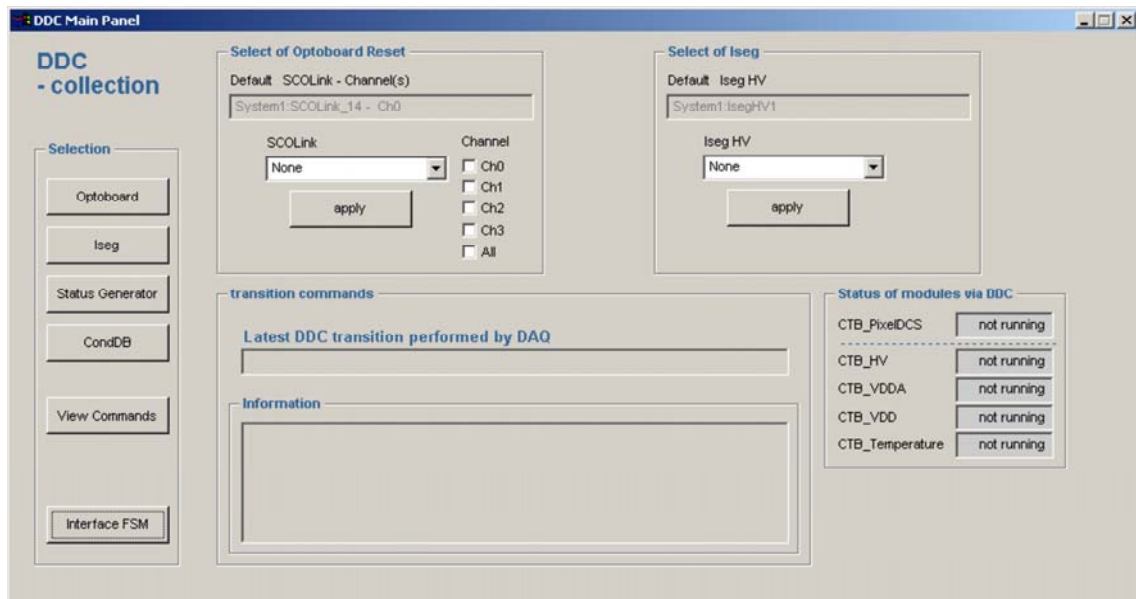 DDC Main Panel
DDC
- collection
Selection
Optoboard
Iseg
Status Generator
CondDB
View Commands
Interface FSM
Select of Optoboard Reset
Default SCOLink - Channel(s)
System1:SCOLink_14 - Ch0
SCOLink
Channel
None
Ch0
Ch1
Ch2
Ch3
All
apply
Select of Iseg
Default Iseg HV
System1:IsegHV1
Iseg HV
None
apply
transition commands
Latest DDC transition performed by DAQ
Information
Status of modules via DDC
CTB_PixelDCS not running
CTB_HV not running
CTB_VDDA not running
CTB_VDD not running
CTB_Temperature not running